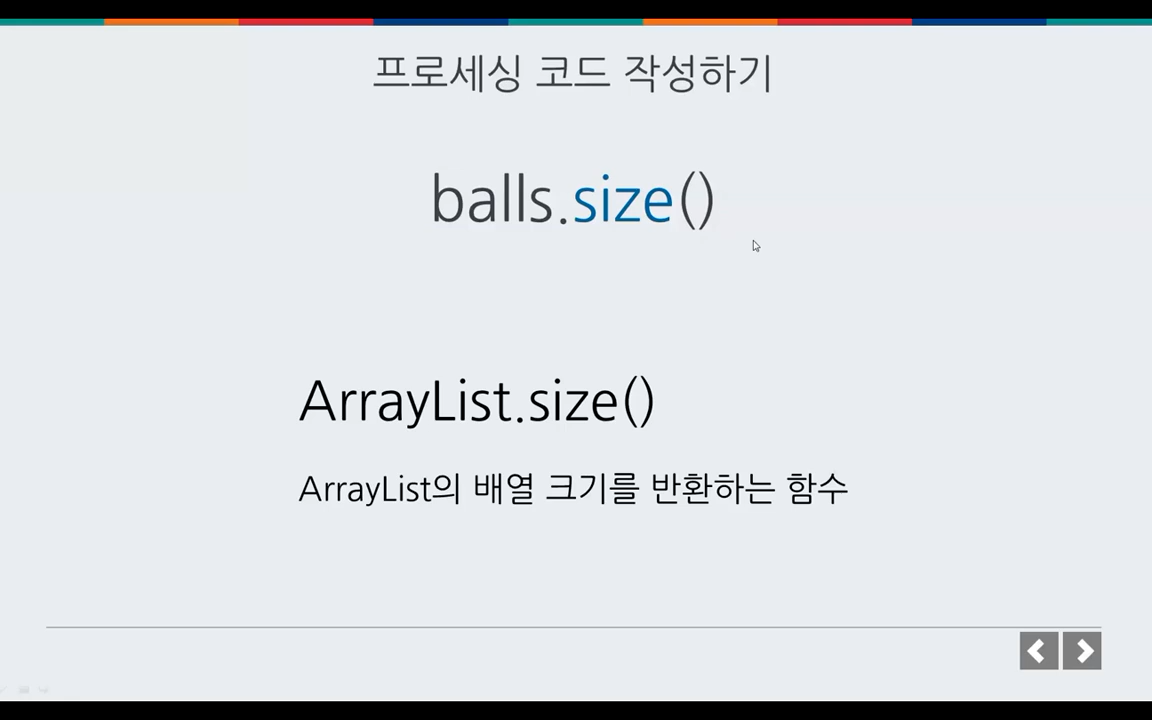 프로세싱 코드 작성하기
balls.size()
ArrayList.size()
ArrayList의 배열 크기를 반환하는 함수